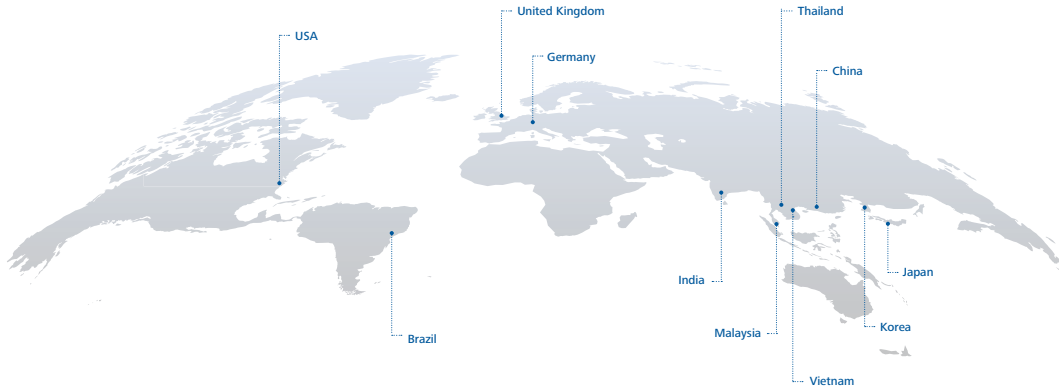 United Kingdom
Thailand
USA
Germany
China
India
Japan
Korea
Malaysia
Brazil
Vietnam